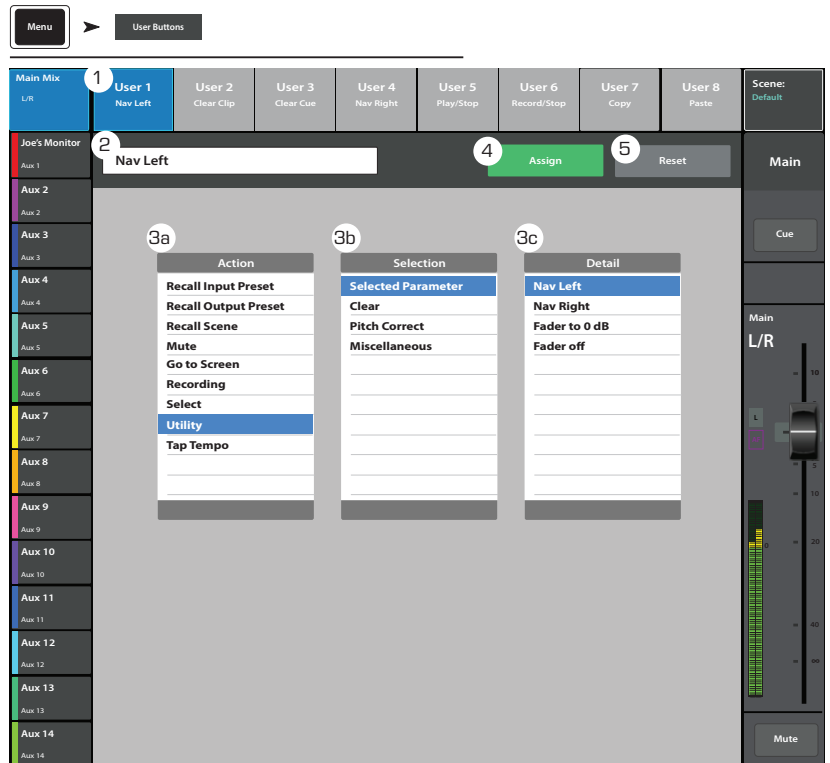 Menu
User Buttons
Main Mix
L/R
1
User 1
Nav Left
User 2
Clear Clip
User 3
Clear Cue
User 4
Nav Right
User 5
Play/Stop
User 6
Record/Stop
User 7
Copy
User 8
Paste
Scene:
Default
Joe's Monitor
Aux 1
2
Nav Left
4
Assign
5
Reset
Main
Aux 2
Aux 2
Aux 3
Aux 3
Cue
3a
3b
3c
Action
Recall Input Preset
Recall Output Preset
Recall Scene
Mute
Go to Screen
Recording
Select
Utility
Tap Tempo
Selection
Selected Parameter
Clear
Pitch Correct
Miscellaneous
Detail
Nav Left
Nav Right
Fader to 0 dB
Fader off
Aux 4
Aux 4
Aux 5
Aux 5
Aux 6
Aux 6
Aux 7
Aux 7
Aux 8
Aux 8
Aux 9
Aux 9
Aux 10
Aux 10
Aux 11
Aux 11
Aux 12
Aux 12
Aux 13
Aux 13
Aux 14
Aux 14
Main
L/R
10
L
5
10
20
40
∞
0
Mute